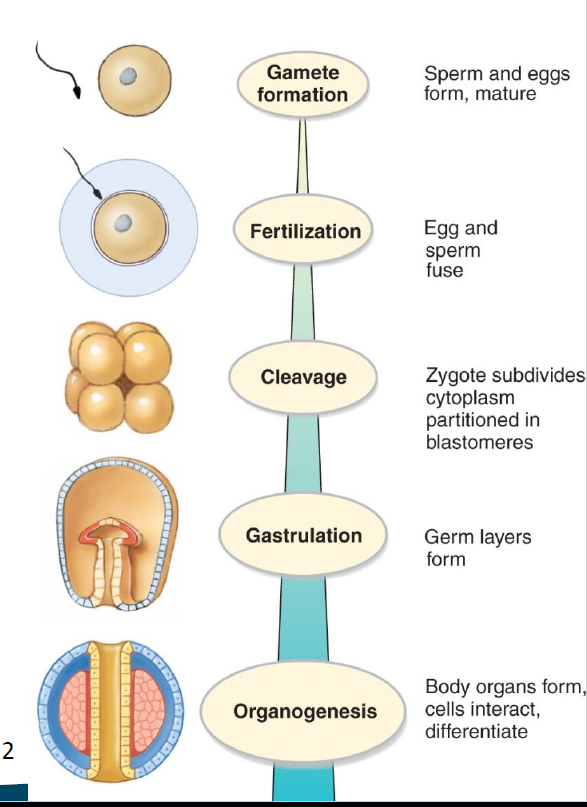 Gamete
formation
Sperm and eggs
form, mature
Fertilization
Egg and
sperm
fuse
Cleavage
Zygote subdivides
cytoplasm
partitioned in
blastomeres
Gastrulation
Germ layers
form
Organogenesis
Body organs form,
cells interact,
differentiate
2